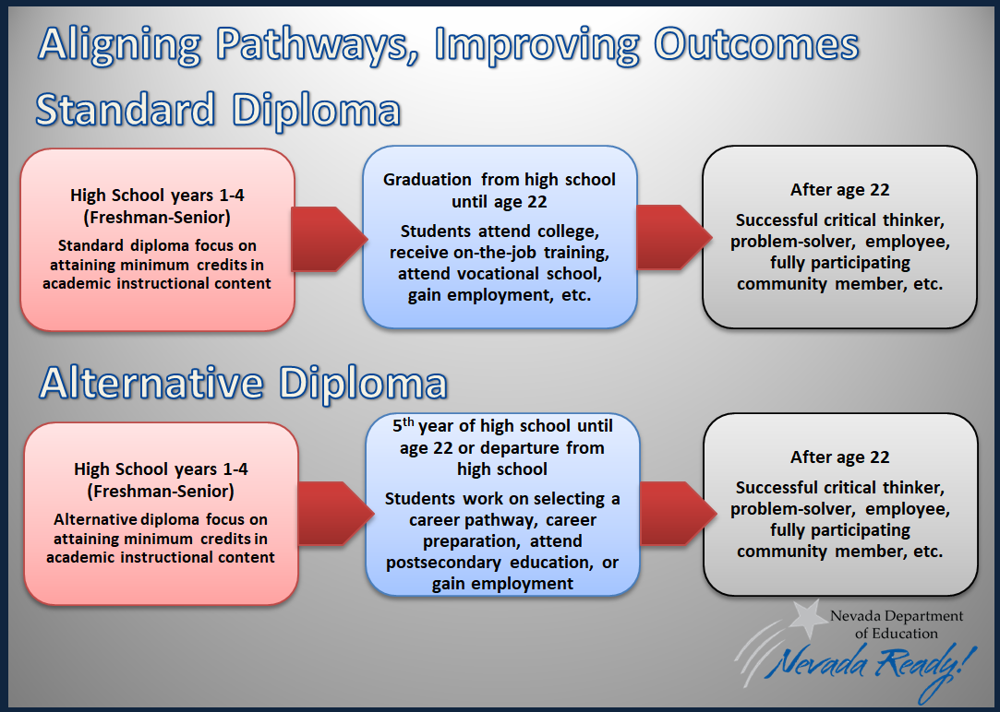 Aligning Pathways, Improving Outcomes
Standard Diploma
High School years 1-4
(Freshman-Senior)
Standard diploma focus on
attaining minimum credits in
academic instructional content
Graduation from high school
until age 22
Students attend college,
receive on-the-job training,
attend vocational school,
gain employment, etc.
After age 22
Successful critical thinker,
problem-solver, employee,
fully participating
community member, etc.
Alternative Diploma
High School years 1-4
(Freshman-Senior)
Alternative diploma focus on
attaining minimum credits in
academic instructional content
5th year of high school until
age 22 or departure from
high school
Students work on selecting a
career pathway, career
preparation, attend
postsecondary education, or
gain employment
After age 22
Successful critical thinker,
problem-solver, employee,
fully participating
community member, etc.
Nevada Department
of Education
Nevada Ready!